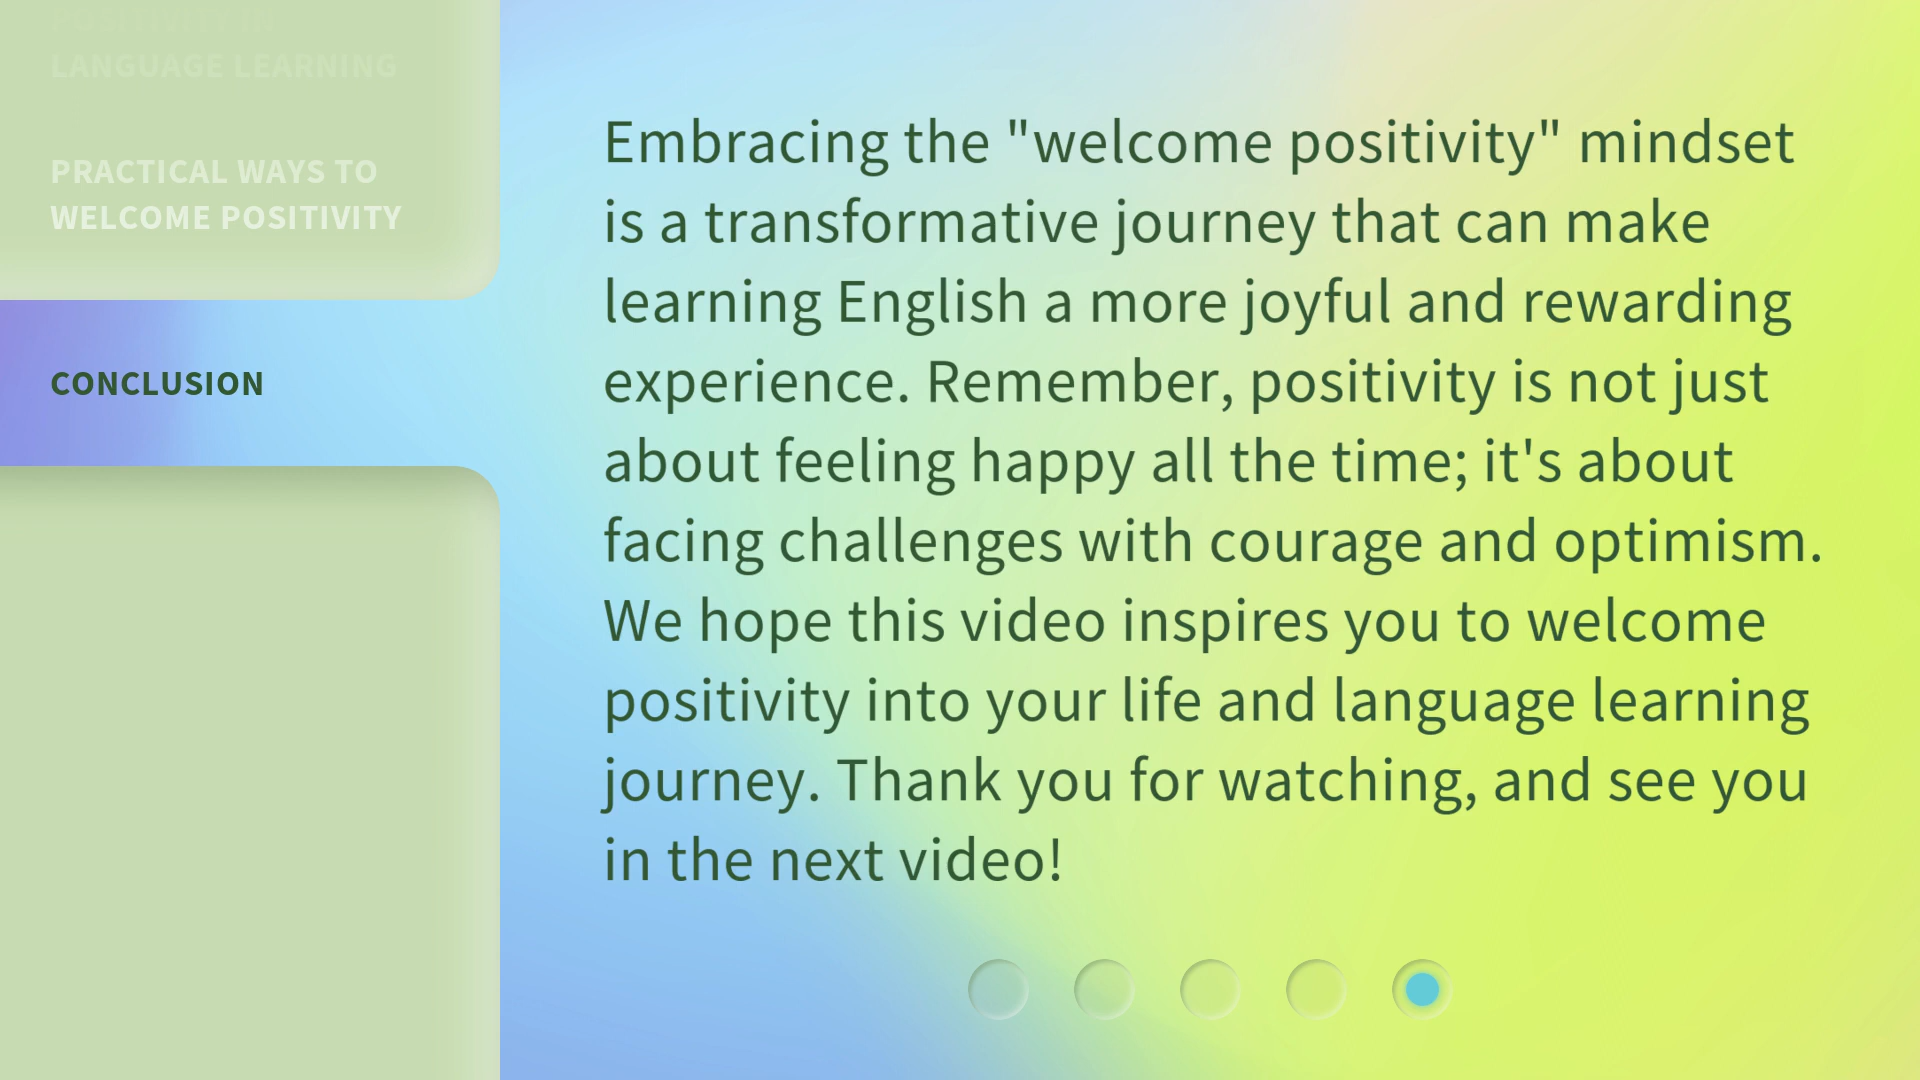 POSITIVITY IN
LANGUAGE LEARNING
PRACTICAL WAYS TO
WELCOME POSITIVITY
CONCLUSION
Embracing the "welcome positivity" mindset
is a transformative journey that can make
learning English a more joyful and rewarding
experience. Remember, positivity is not just
about feeling happy all the time; it's about
facing challenges with courage and optimism.
We hope this video inspires you to welcome
positivity into your life and language learning
journey. Thank you for watching, and see you
in the next video!